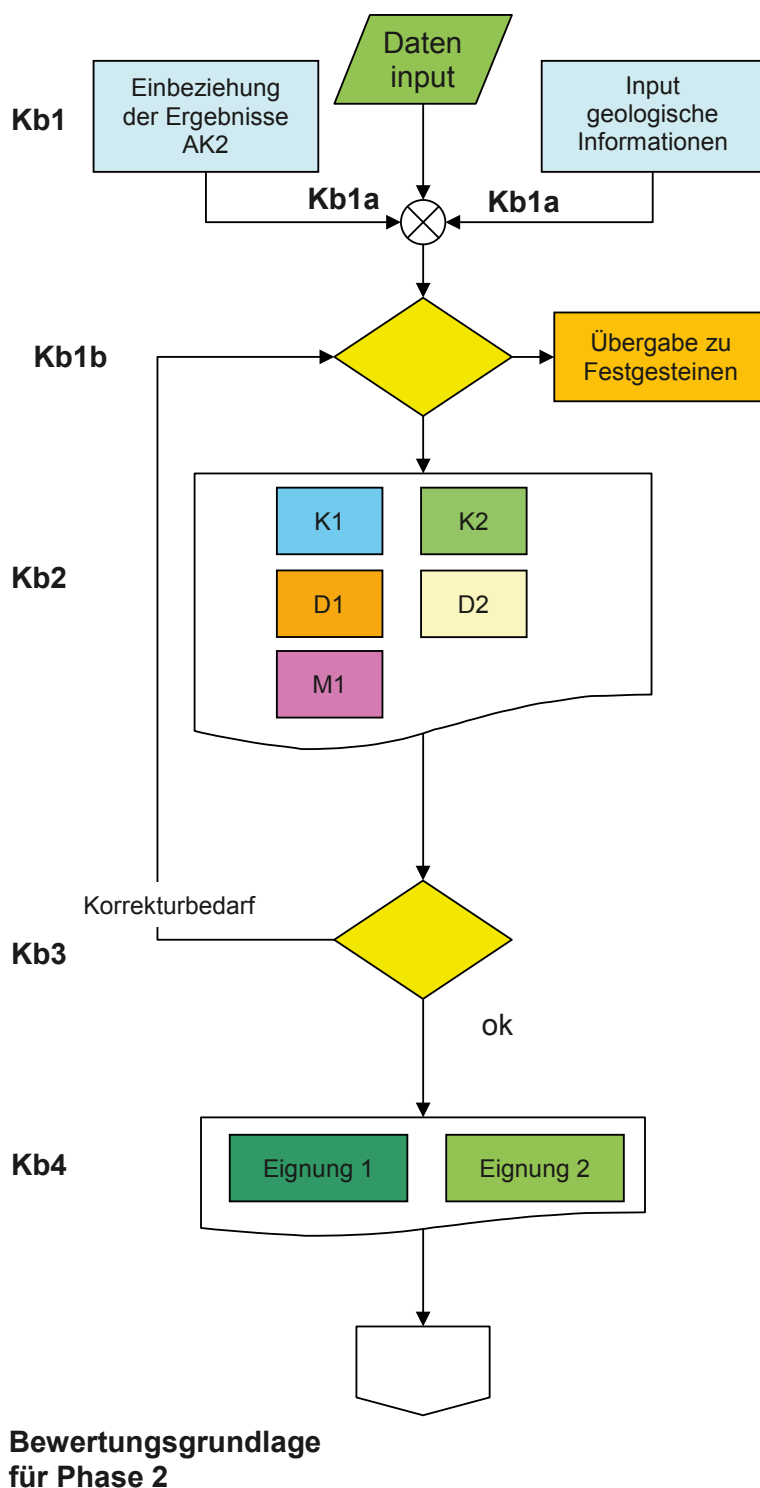 Daten
input
Einbeziehung
der Ergebnisse
AK2
Input
geologische
Informationen
Kb1
Kb1a
Kb1a
Kb1b
Übergabe zu
Festgesteinen
K1
K2
Kb2
D1
D2
M1
Korrekturbedarf
Kb3
ok
Kb4
Eignung 1
Eignung 2
Bewertungsgrundlage
für Phase 2